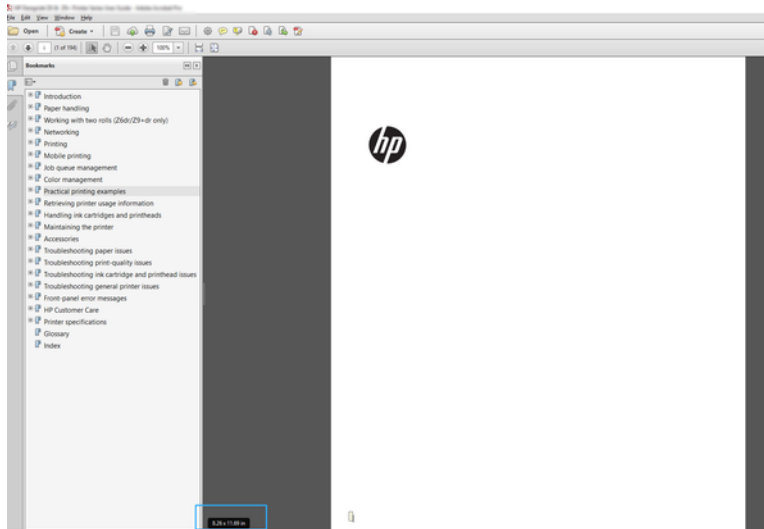 File Edit View Window Help
Open Create
1 (1 of 194) 100%
Bookmarks
Introduction
Paper handling
Working with two rolls (Z6dr/Z9+dr only)
Networking
Printing
Mobile printing
Job queue management
Color management
Practical printing examples
Retrieving printer usage information
Handling ink cartridges and printheads
Maintaining the printer
Accessories
Troubleshooting paper issues
Troubleshooting print-quality issues
Troubleshooting ink cartridge and printhead issues
Troubleshooting general printer issues
Front-panel error messages
HP Customer Care
Printer specifications
Glossary
Index
hp
8.26 x 11.69 in